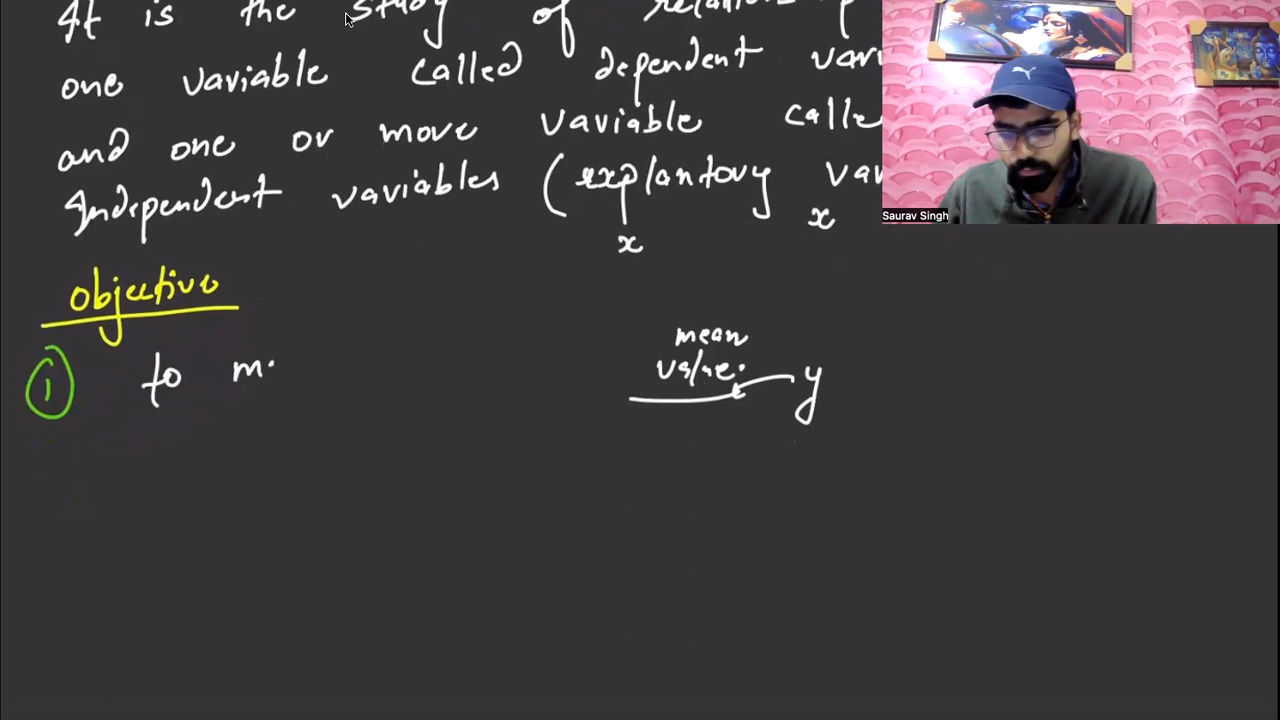 It is the study of relations
one variable called dependent vari
and one or more variable calle
Independent variables (explantory var
x
x
Saurav Singh
objective
mean
value.
y
1 to m.